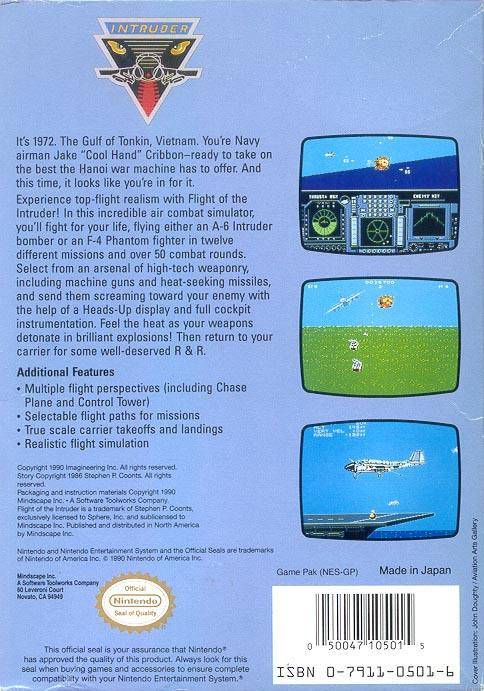 INTRUDER
It's 1972. The Gulf of Tonkin, Vietnam. You're Navy
airman Jake "Cool Hand" Cribbon–ready to take on
the best the Hanoi war machine has to offer. And
this time, it looks like you're in for it.
Experience top-flight realism with Flight of the
Intruder! In this incredible air combat simulator,
you'll fight for your life, flying either an A-6 Intruder
bomber or an F-4 Phantom fighter in twelve
different missions and over 50 combat rounds.
Select from an arsenal of high-tech weaponry,
including machine guns and heat-seeking missiles,
and send them screaming toward your enemy with
the help of a Heads-Up display and full cockpit
instrumentation. Feel the heat as your weapons
detonate in brilliant explosions! Then return to your
carrier for some well-deserved R & R.
Additional Features
• Multiple flight perspectives (including Chase
Plane and Control Tower)
• Selectable flight paths for missions
• True scale carrier takeoffs and landings
• Realistic flight simulation
Copyright 1990 Imagineering Inc. All rights reserved.
Story Copyright 1986 Stephen P. Coonts. All rights
reserved.
Packaging and instruction materials Copyright 1990
Mindscape Inc. • A Software Toolworks Company.
Flight of the Intruder is a trademark of Stephen P. Coonts,
exclusively licensed to Sphere, Inc. and sublicensed to
Mindscape Inc. Published and distributed in North America
by Mindscape Inc.
Nintendo and Nintendo Entertainment System and the Official Seals are trademarks
of Nintendo of America Inc. © 1990 Nintendo of America Inc.
Mindscape Inc.
A Software Toolworks Company
60 Leveroni Court
Novato, CA 94949
Official
Nintendo
Seal of Quality
This official seal is your assurance that Nintendo®
has approved the quality of this product. Always look for this
seal when buying games and accessories to ensure complete
compatibility with your Nintendo Entertainment System.®
ENEMY HIT
RANGE
Game Pak (NES-GP) Made in Japan
0 50047 10501 5
ISBN 0-7911-0501-6
Cover Illustration: John Doughty / Aviation Arts Gallery